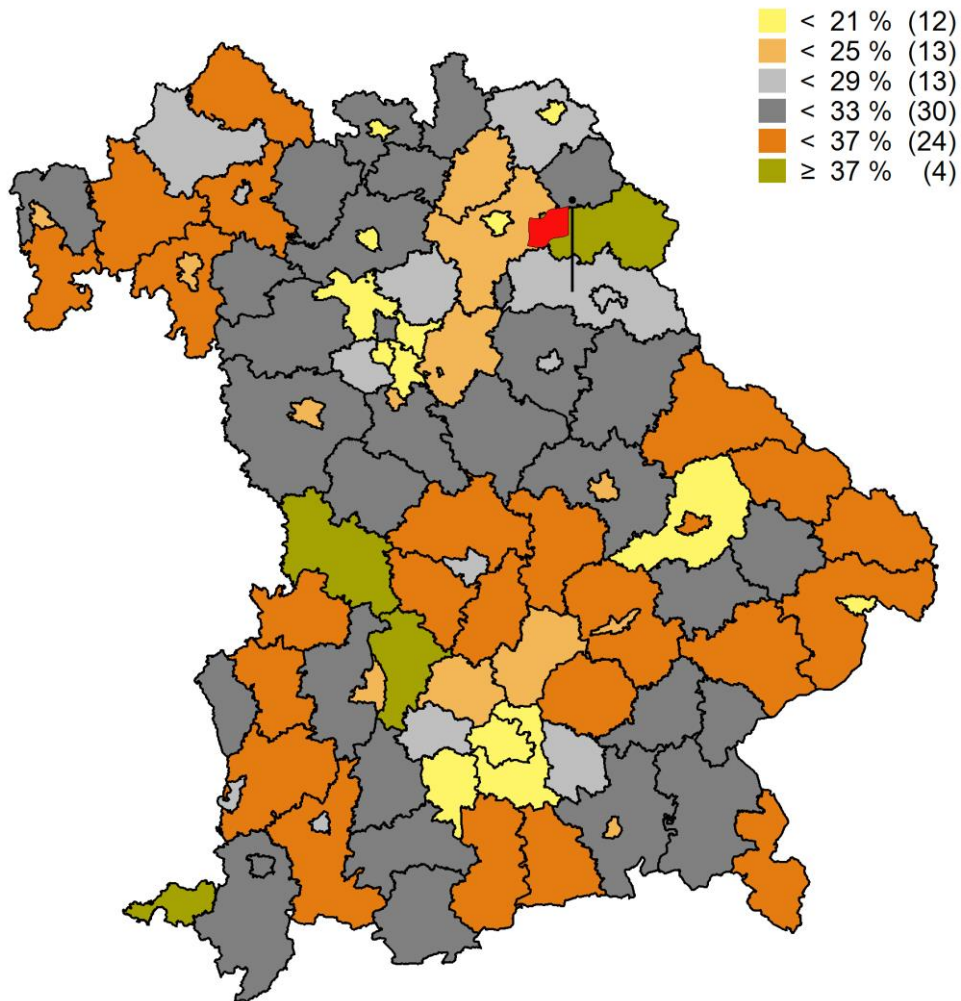 < 21 % (12)
< 25 % (13)
< 29 % (13)
< 33 % (30)
< 37 % (24)
≥ 37 % (4)